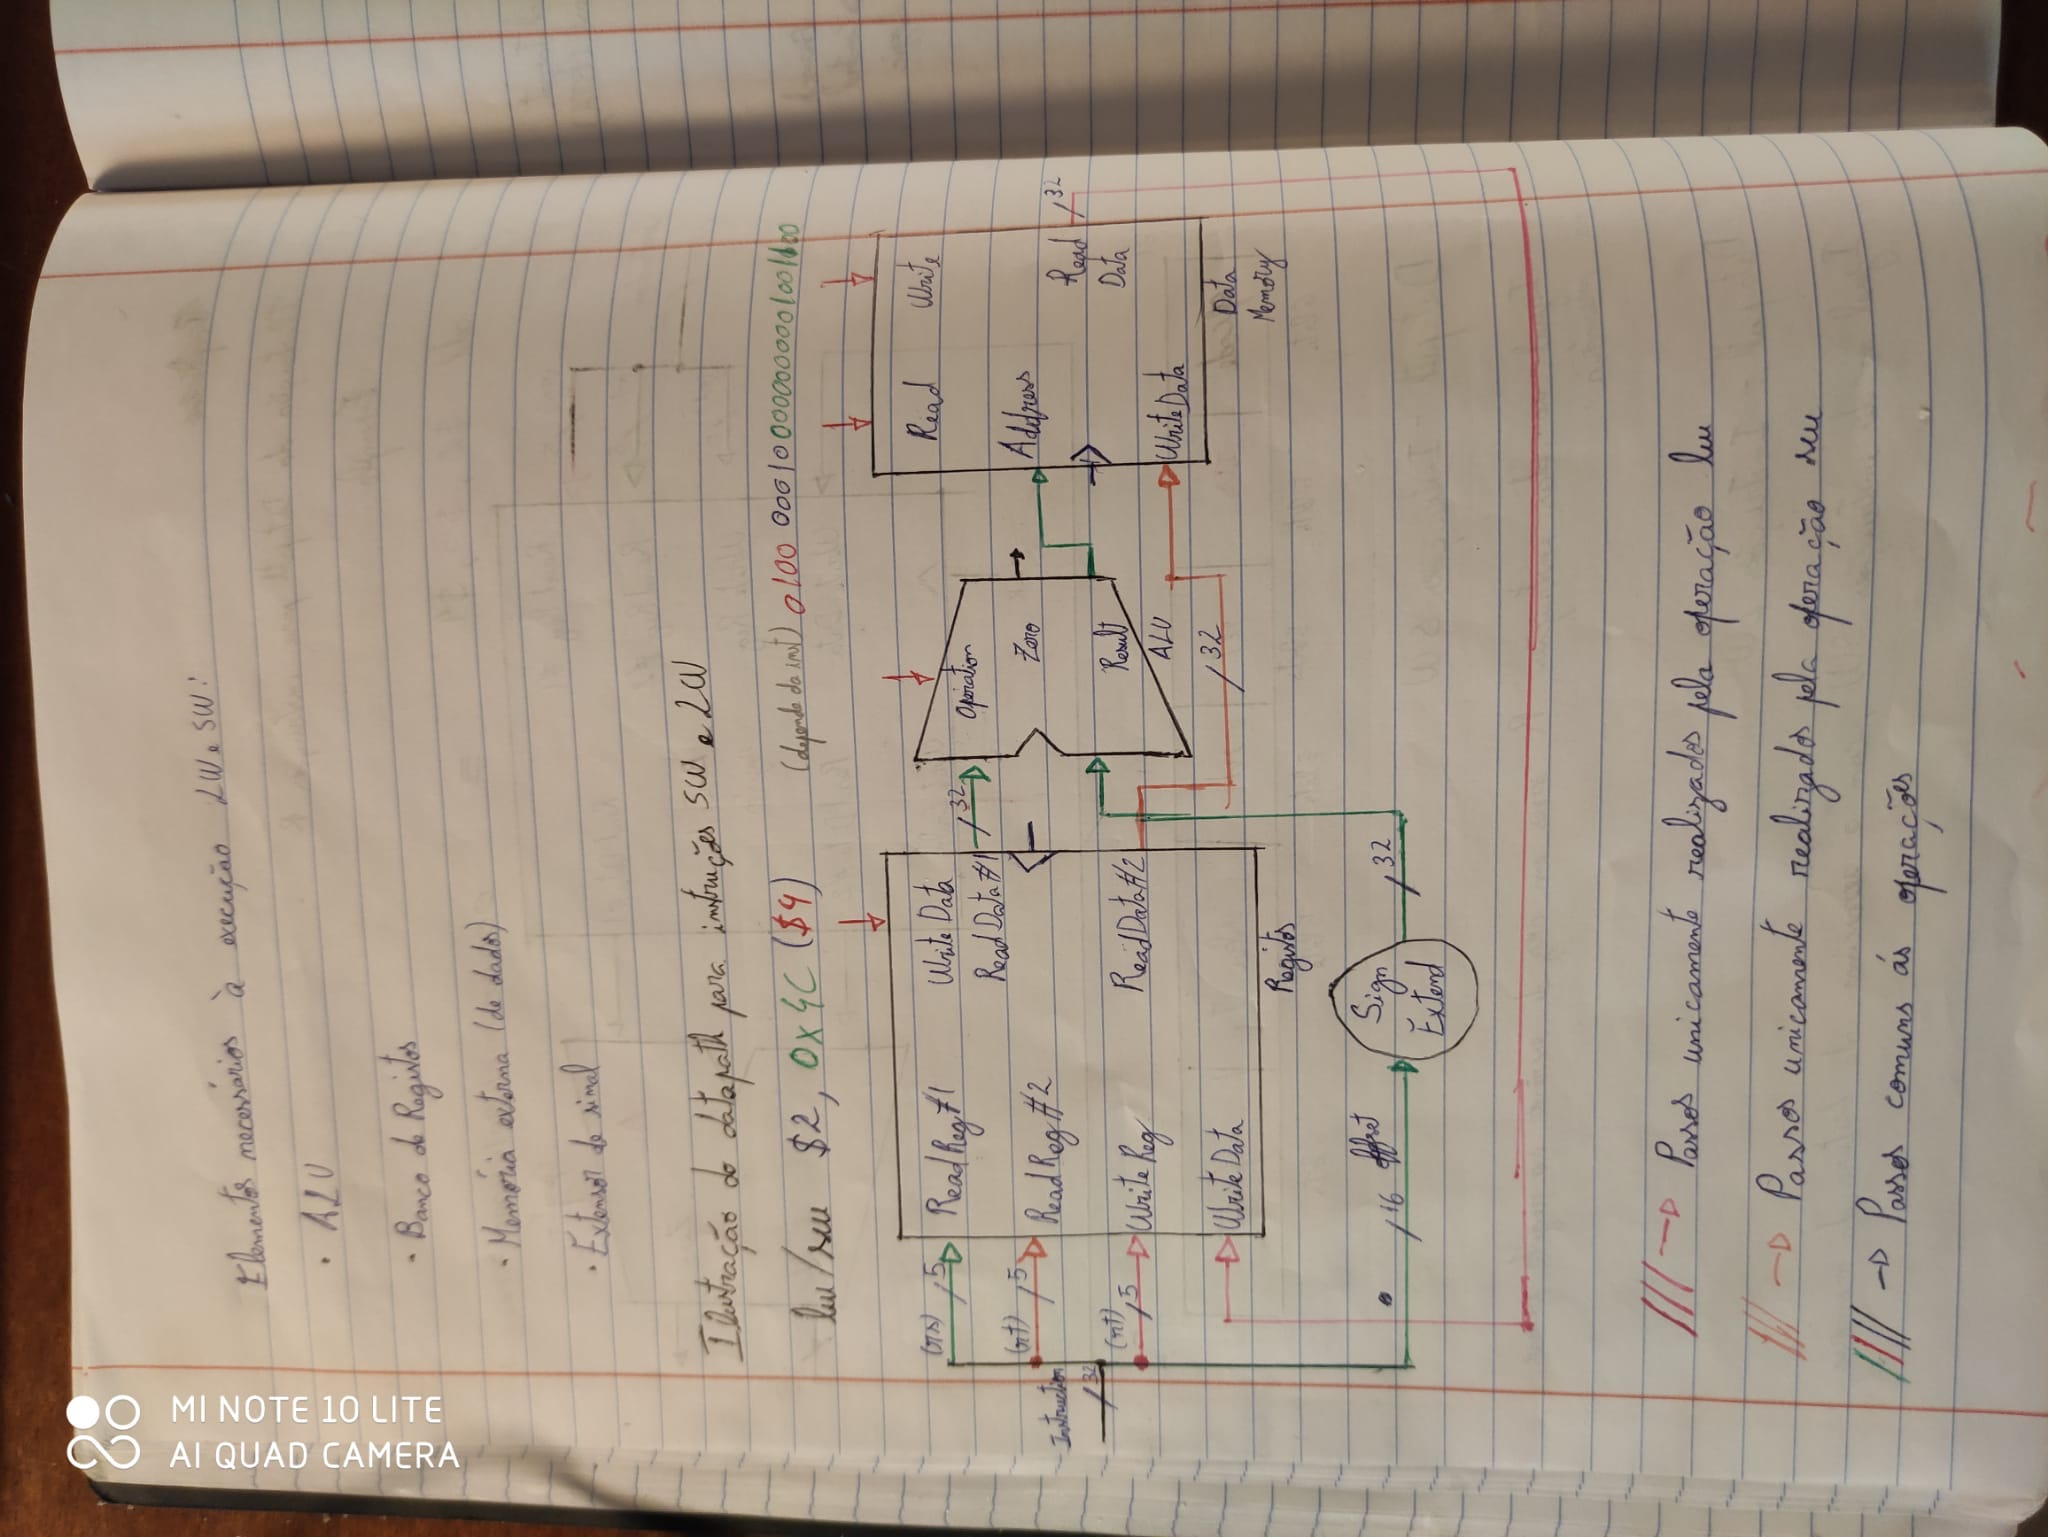 MI NOTE 10 LITE
AI QUAD CAMERA
Elementos necessários à execução LW e SW:
· ALU
· Banco de Registos
· Memória externa (de dados)
· Extensor de sinal
Ilustração do datapath para instruções SW e LW
lw/sw $2, 0x4C ($4) (depende da inst) 0100 00010 0000000001001100
(rs) 5 Read Reg #1 Write Data
Read Data #1 32
(rt) 5 Read Reg #2
Instruction
32
(rt) 5 Write Reg Read Data #2
Write Data
Registos
Operation
Zero
Result
ALU
32
Read Write
Address
Read
Data
32
Write Data
Data
Memory
16 offset
Sign
Extend
32
Passos unicamente realizados pela operação lw
Passos unicamente realizados pela operação sw
Passos comuns ás operações